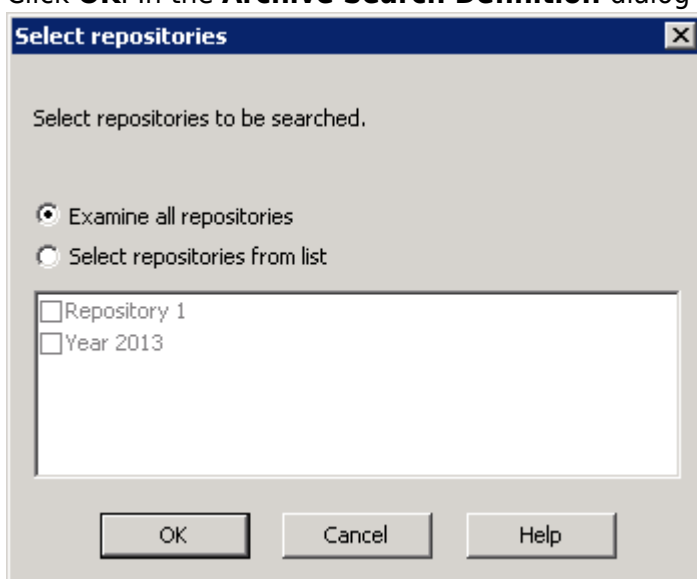 Click OK. In the Archive Search Definition dialog
Select repositories
Select repositories to be searched.
Examine all repositories
Select repositories from list
Repository 1
Year 2013
OK Cancel Help